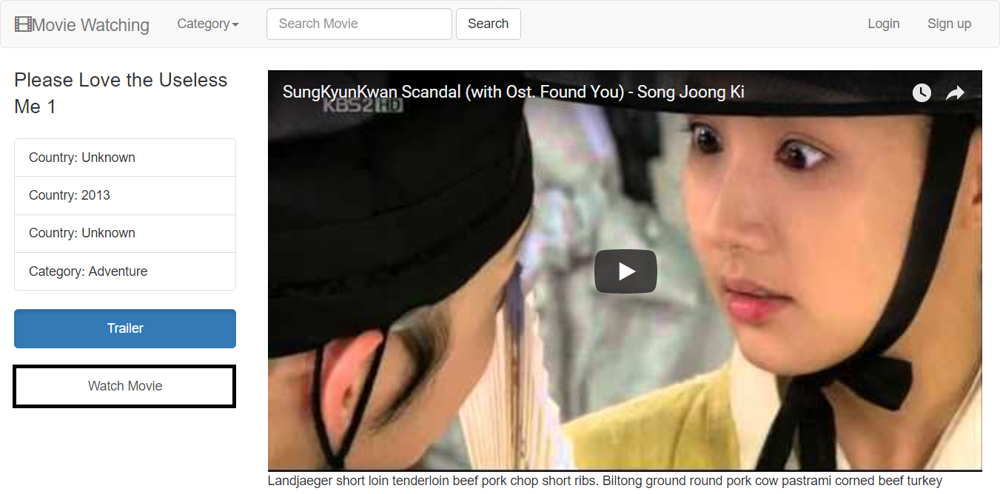 Movie Watching
Category
Search Movie
Search
Login
Sign up
Please Love the Useless
Me 1
Country: Unknown
Country: 2013
Country: Unknown
Category: Adventure
Trailer
Watch Movie
SungKyunKwan Scandal (with Ost. Found You) - Song Joong Ki
KBS2 HD
Landjaeger short loin tenderloin beef pork chop short ribs. Biltong ground round pork cow pastrami corned beef turkey